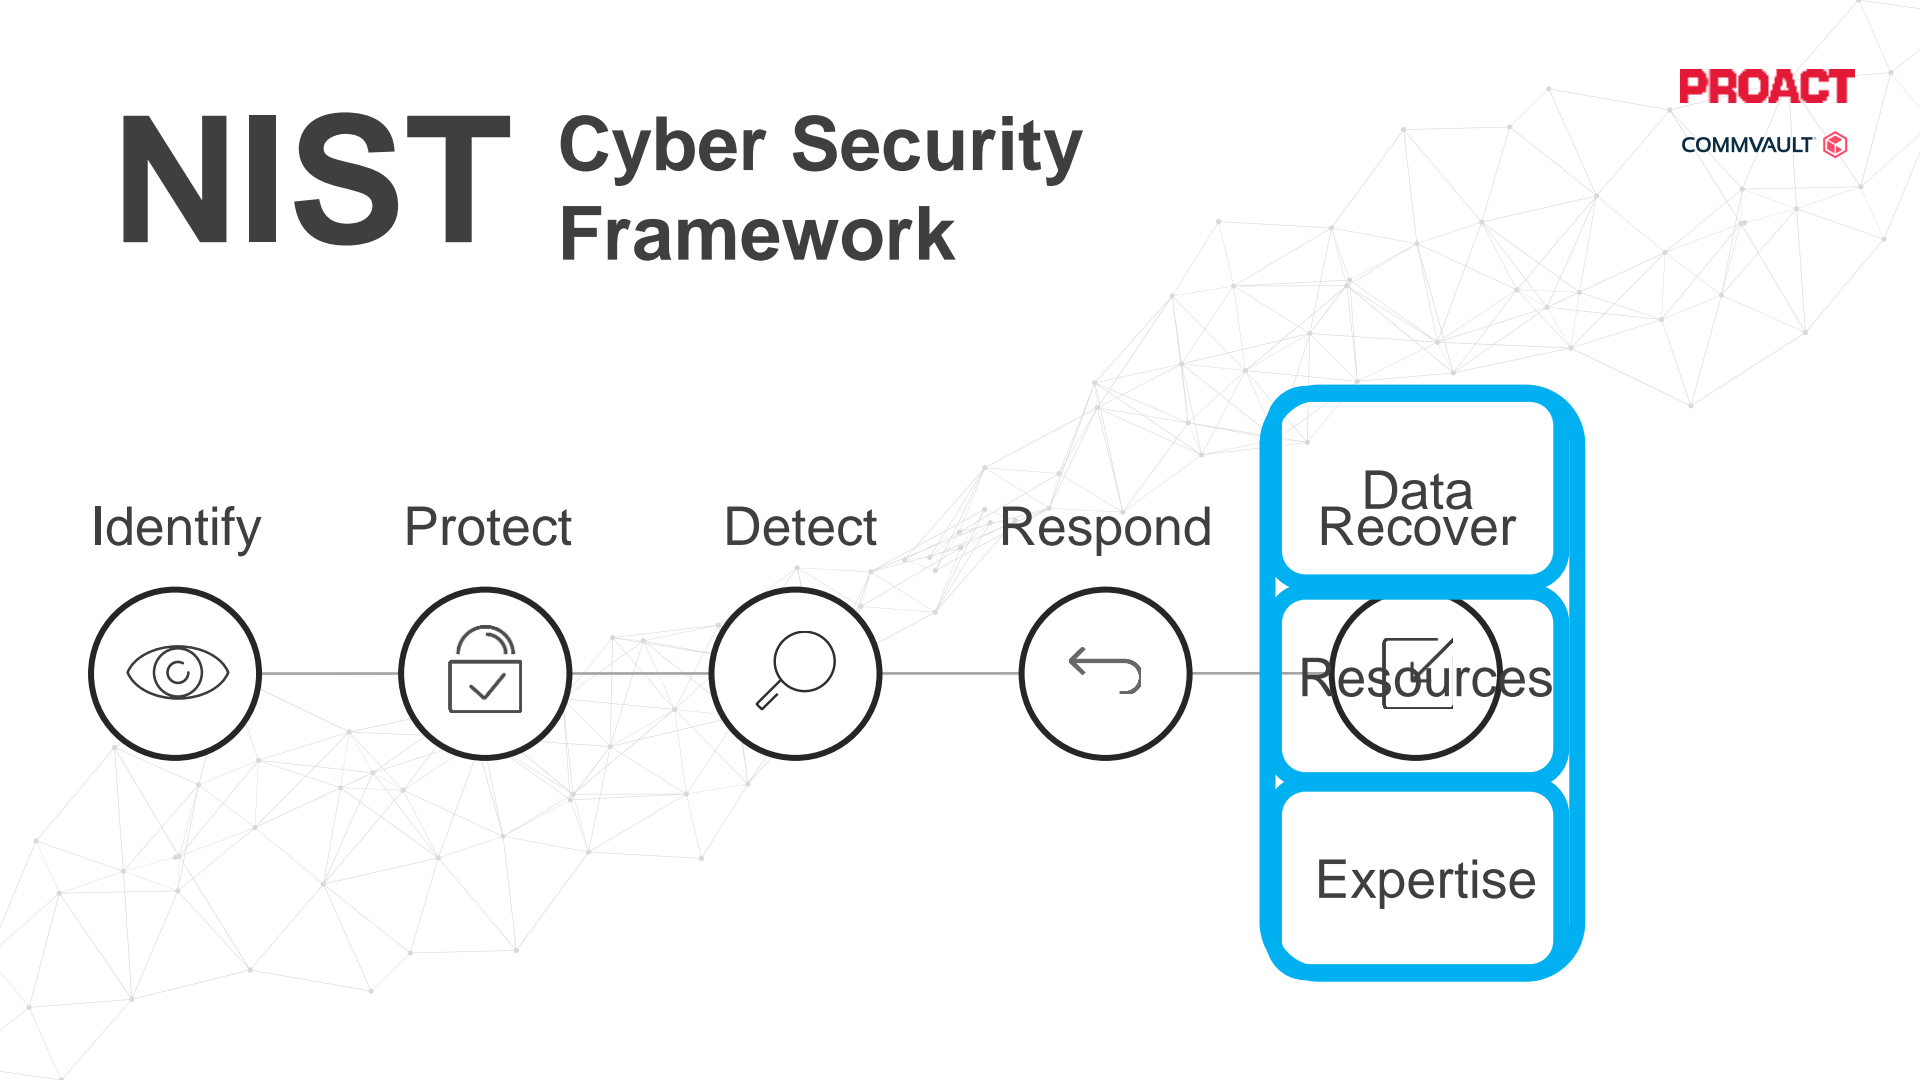 PROACT
COMMVAULT
NIST
Cyber Security
Framework
Identify
Protect
Detect
Respond
Data
Recover
Resources
Expertise